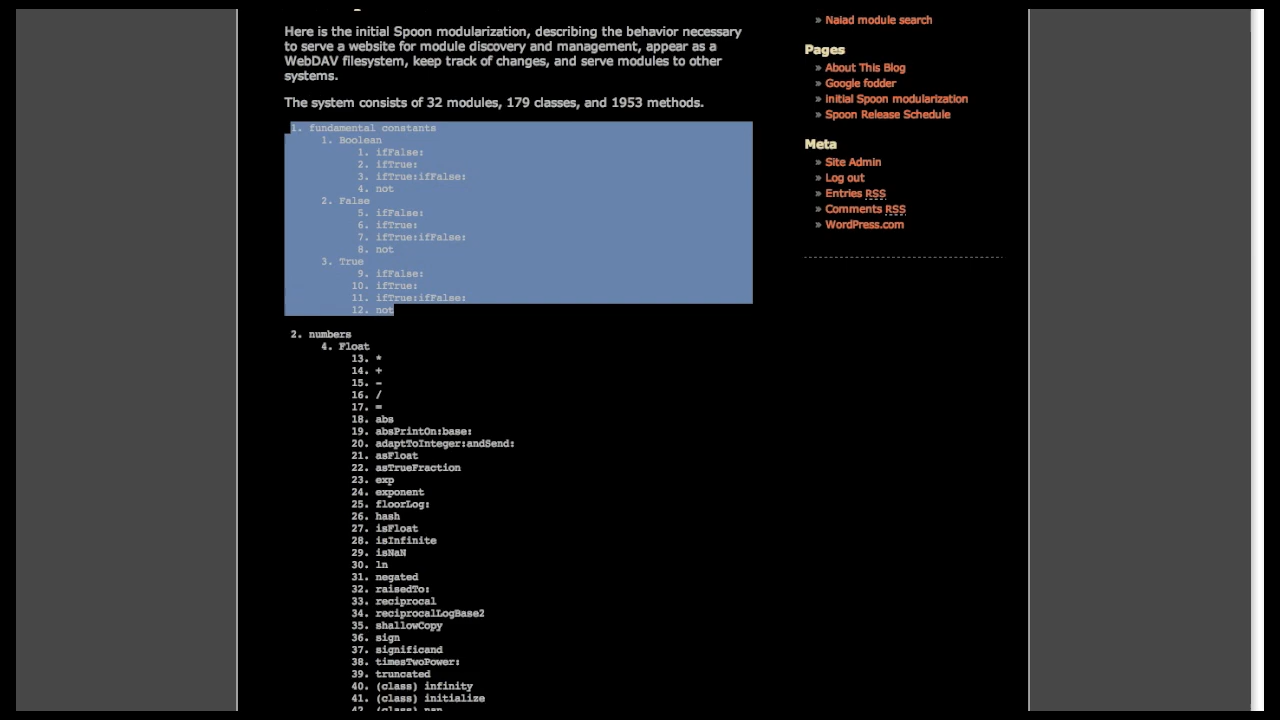 Here is the initial Spoon modularization, describing the behavior necessary
to serve a website for module discovery and management, appear as a
WebDAV filesystem, keep track of changes, and serve modules to other
systems.
The system consists of 32 modules, 179 classes, and 1953 methods.
1. fundamental constants
1. Boolean
1. ifFalse:
2. ifTrue:
3. ifTrue:ifFalse:
4. not
2. False
5. ifFalse:
6. ifTrue:
7. ifTrue:ifFalse:
8. not
3. True
9. ifFalse:
10. ifTrue:
11. ifTrue:ifFalse:
12. not
2. numbers
4. Float
13. *
14. +
15. -
16. /
17. =
18. abs
19. absPrintOn:base:
20. adaptToInteger:andSend:
21. asFloat
22. asTrueFraction
23. exp
24. exponent
25. floorLog:
26. hash
27. isFloat
28. isInfinite
29. isNaN
30. ln
31. negated
32. raisedTo:
33. reciprocal
34. reciprocalLogBase2
35. shallowCopy
36. sign
37. significand
38. timesTwoPower:
39. truncated
40. (class) infinity
41. (class) initialize
» Naiad module search
Pages
» About This Blog
» Google fodder
» initial Spoon modularization
» Spoon Release Schedule
Meta
» Site Admin
» Log out
» Entries RSS
» Comments RSS
» WordPress.com